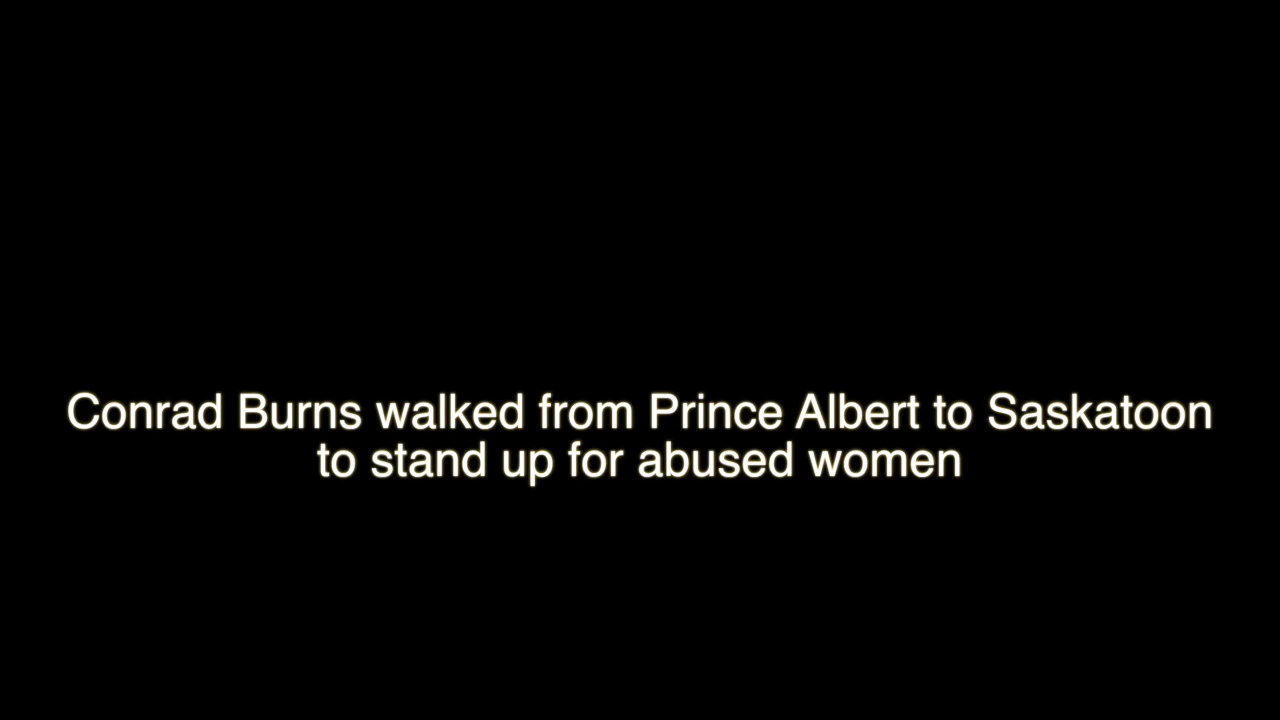 Conrad Burns walked from Prince Albert to Saskatoon
to stand up for abused women